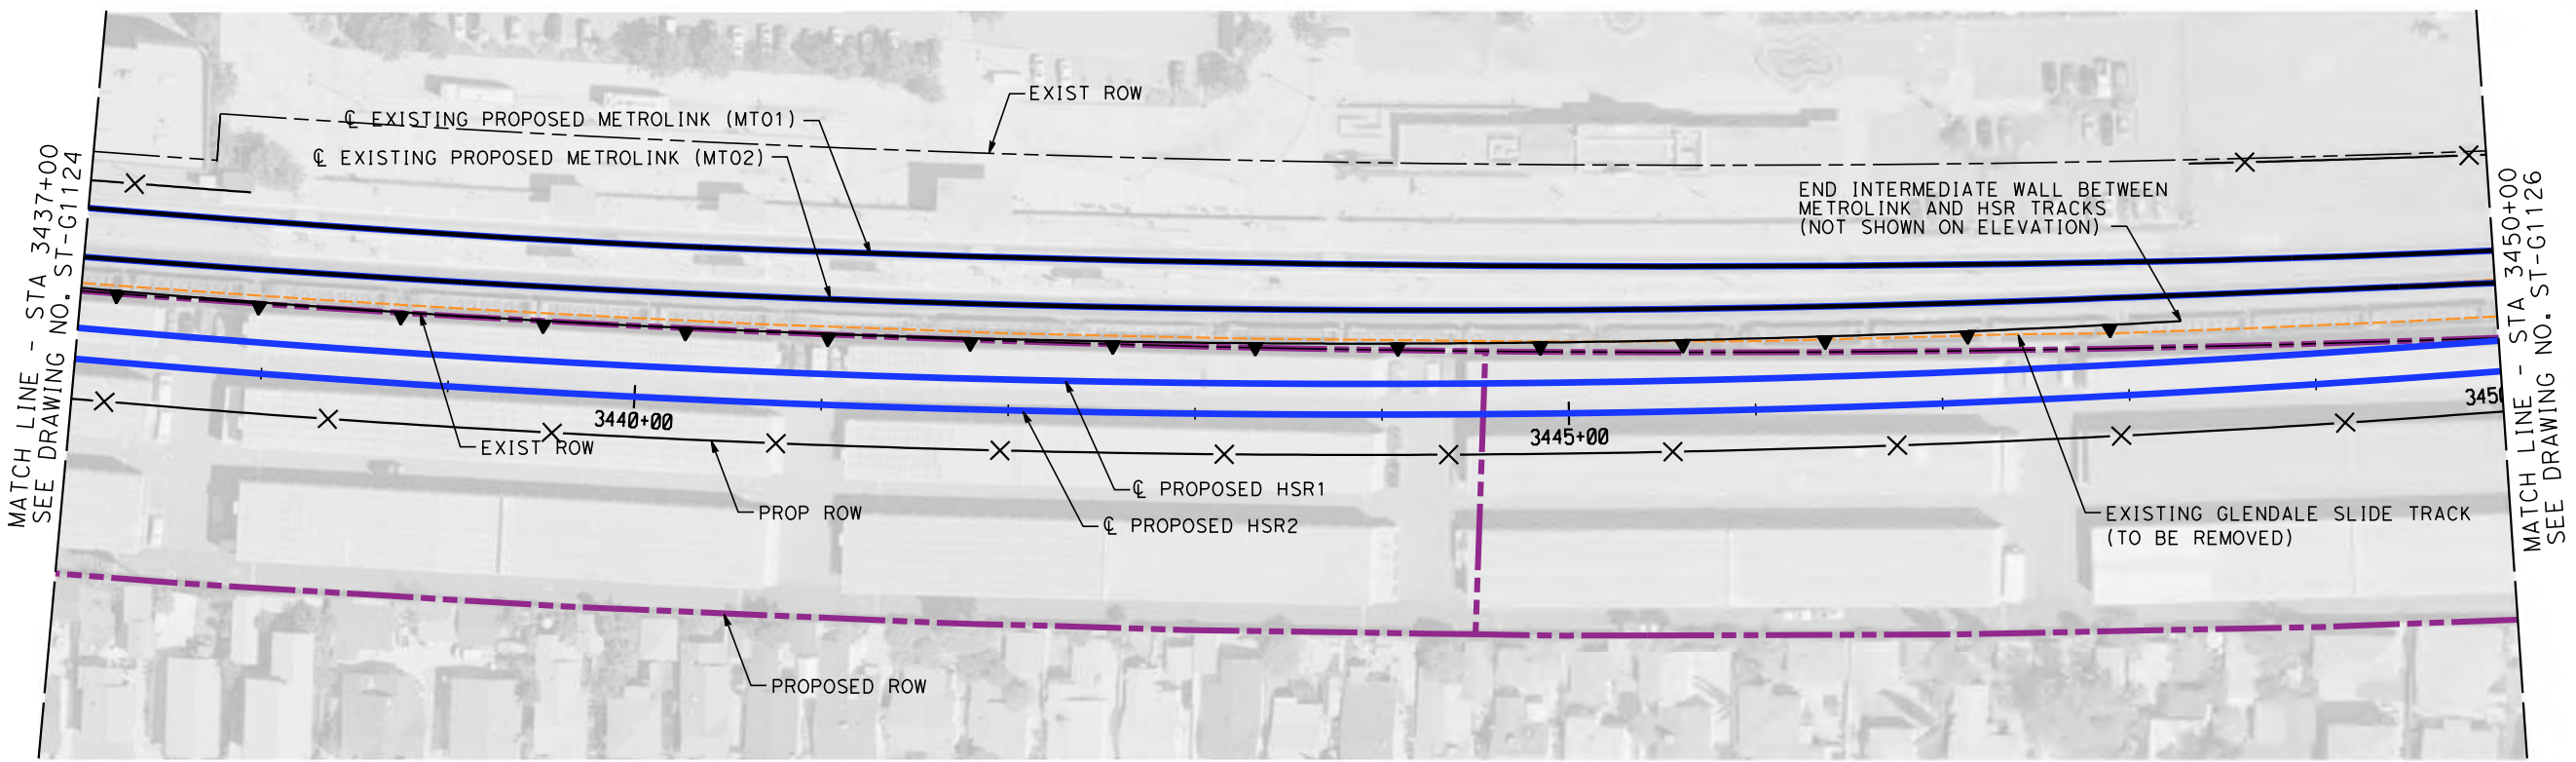 MATCH LINE - STA 3437+00
SEE DRAWING NO. ST-G1124
EXIST ROW
℄ EXISTING PROPOSED METROLINK (MT01)
℄ EXISTING PROPOSED METROLINK (MT02)
END INTERMEDIATE WALL BETWEEN
METROLINK AND HSR TRACKS
(NOT SHOWN ON ELEVATION)
3440+00
EXIST ROW
3445+00
3450
PROP ROW
℄ PROPOSED HSR1
℄ PROPOSED HSR2
EXISTING GLENDALE SLIDE TRACK
(TO BE REMOVED)
PROPOSED ROW
MATCH LINE - STA 3450+00
SEE DRAWING NO. ST-G1126